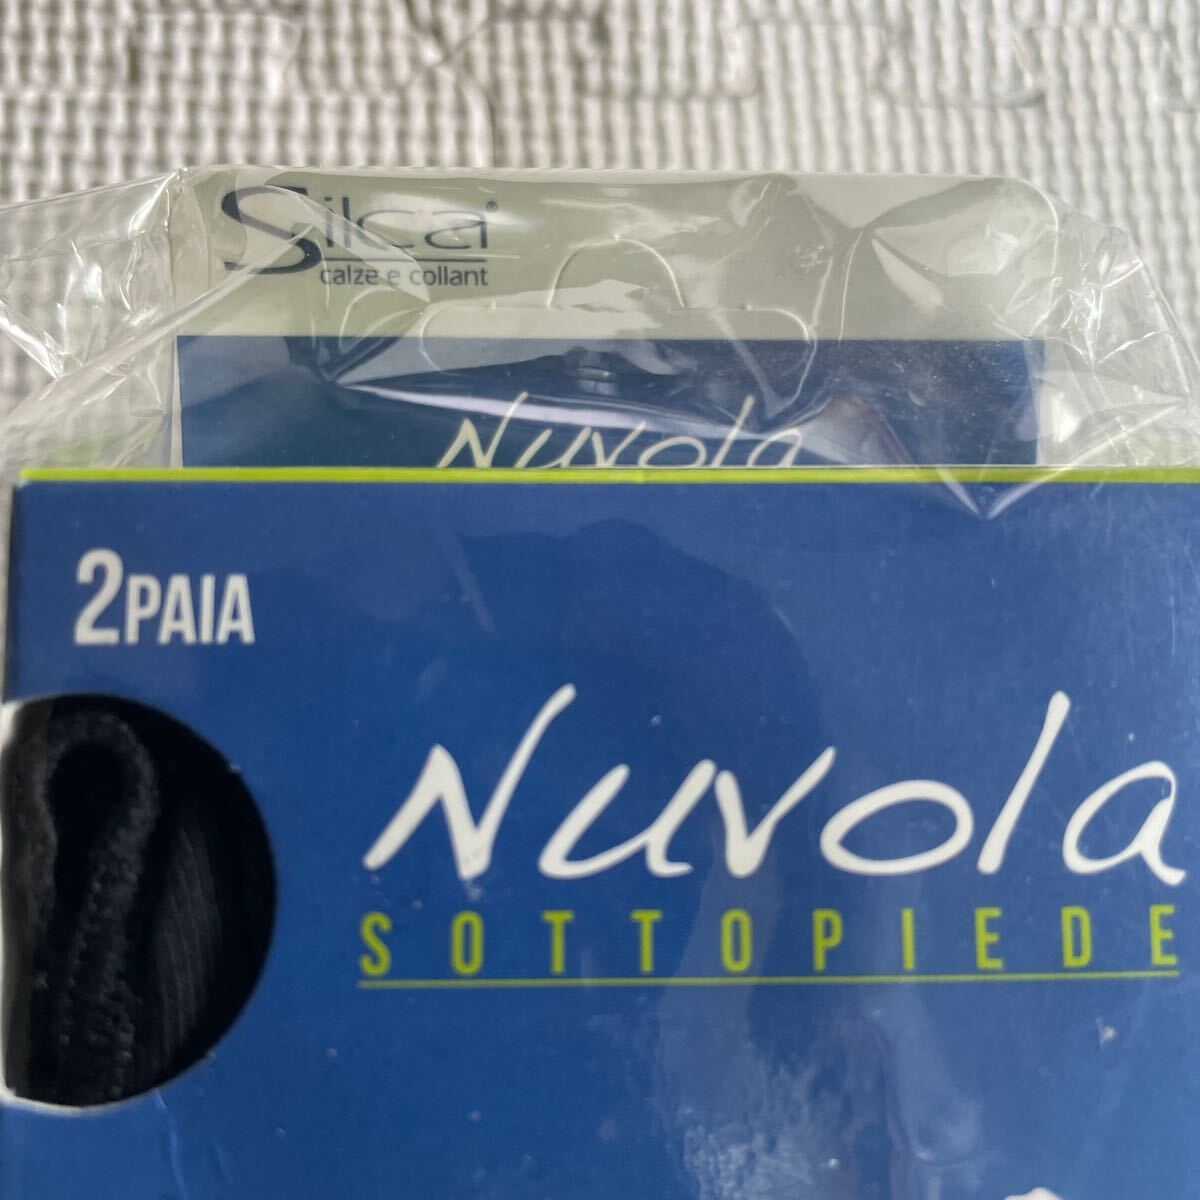 Silca®
calze e collant
Nuvola
2PAIA
Nuvola
SOTTOPIEDE